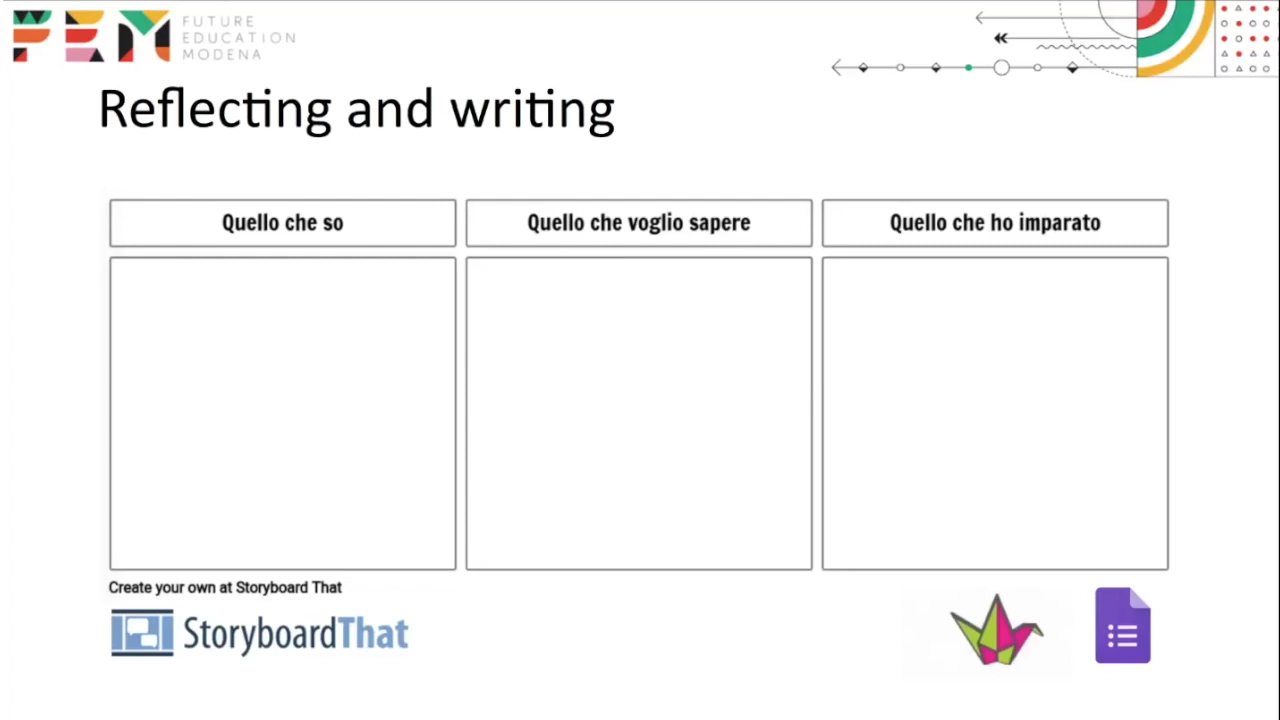 FEM FUTURE
EDUCATION
MODENA
Reflecting and writing
Quello che so
Quello che voglio sapere
Quello che ho imparato
Create your own at Storyboard That
StoryboardThat